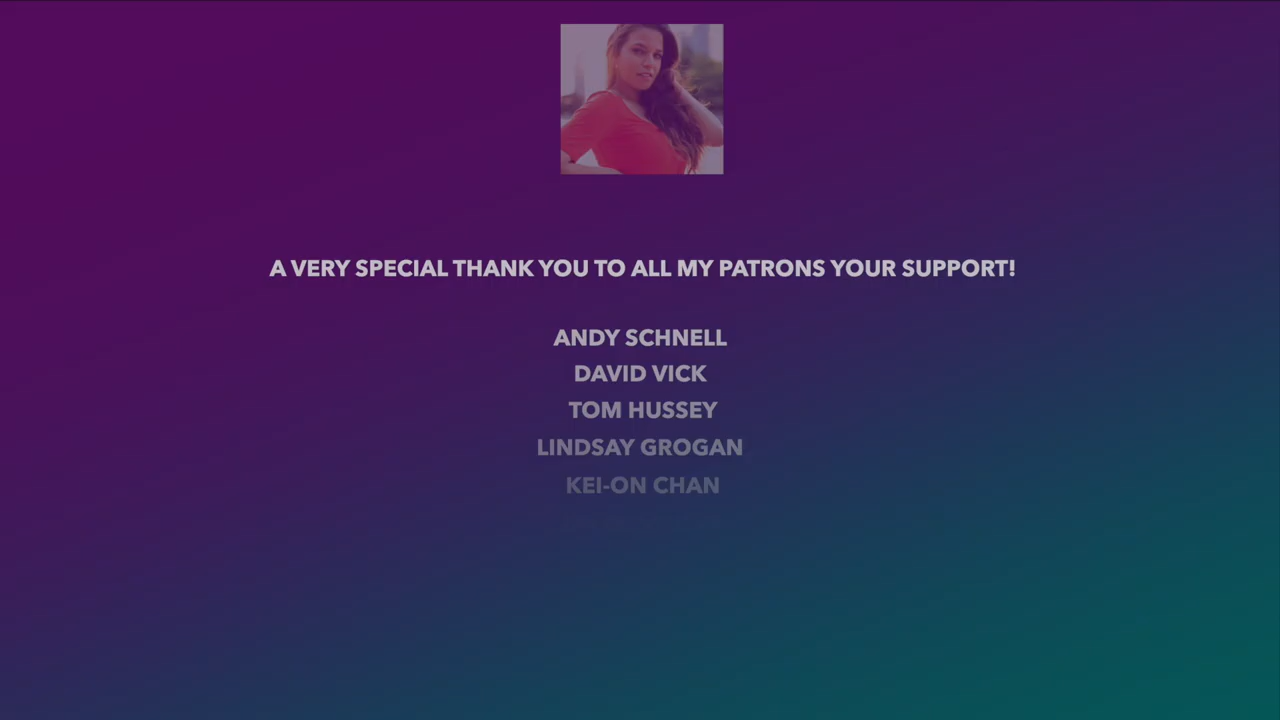 A VERY SPECIAL THANK YOU TO ALL MY PATRONS YOUR SUPPORT!
ANDY SCHNELL
DAVID VICK
TOM HUSSEY
LINDSAY GROGAN
KEI-ON CHAN